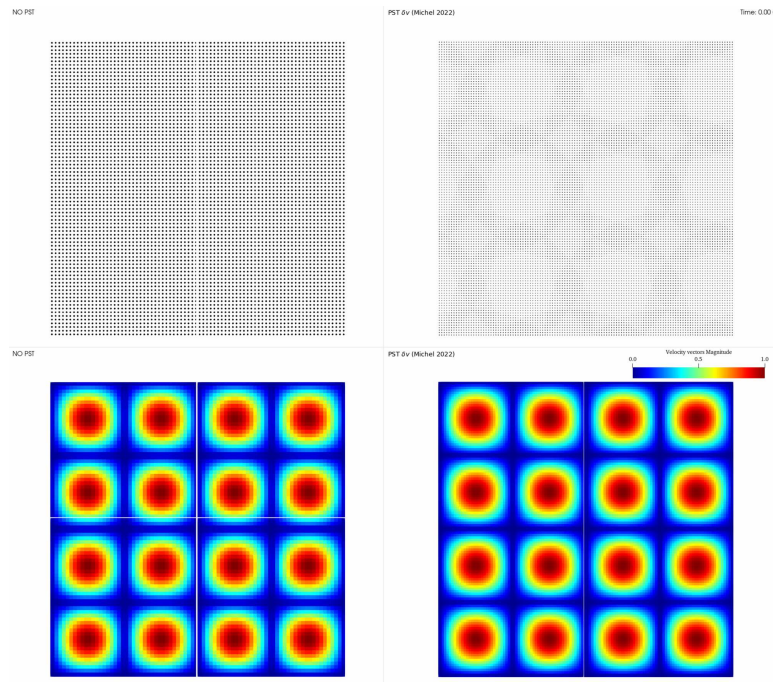 NO PST
PST δv (Michel 2022)
Time: 0.00
NO PST
PST δv (Michel 2022)
Velocity vectors Magnitude
0.0 0.5 1.0